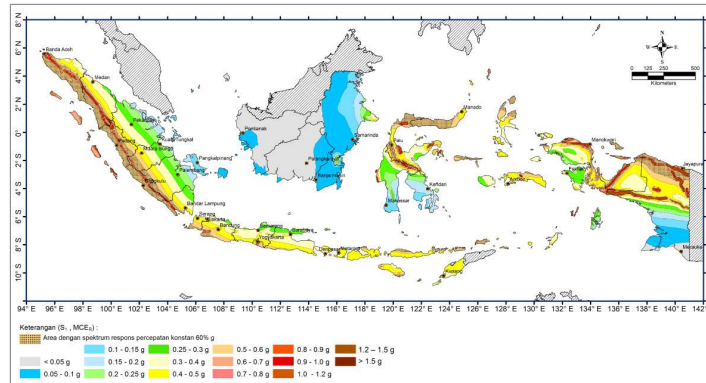 8° N
6° N
4° N
2° N
0°
2° S
4° S
6° S
8° S
10° S
Banda Aceh
Medan
Pekanbaru
Padang
Kuala Tungkal
Muara Bungo
Pangkalpinang
Palembang
Bengkulu
Bandar Lampung
Serang
Jakarta
Bandung
Semarang
Yogyakarta
Surabaya
Denpasar
Mataram
Kupang
Pontianak
Samarinda
Palangkaraya
Banjarmasin
Manado
Palu
Makassar
Kendari
Ambon
Manokwari
Jayapura
Merauke
N
W
E
S
0 125 250 500
Kilometers
94° E 96° E 98° E 100° E 102° E 104° E 106° E 108° E 110° E 112° E 114° E 116° E 118° E 120° E 122° E 124° E 126° E 128° E 130° E 132° E 134° E 136° E 138° E 140° E 142° E
Keterangan (S₁ , MCER) :
Area dengan spektrum respons percepatan konstan 60% g
< 0.05 g
0.05 - 0.1 g
0.1 - 0.15 g
0.15 - 0.2 g
0.2 - 0.25 g
0.25 - 0.3 g
0.3 - 0.4 g
0.4 - 0.5 g
0.5 - 0.6 g
0.6 - 0.7 g
0.7 - 0.8 g
0.8 - 0.9 g
0.9 - 1.0 g
1.0 - 1.2 g
1.2 – 1.5 g
> 1.5 g